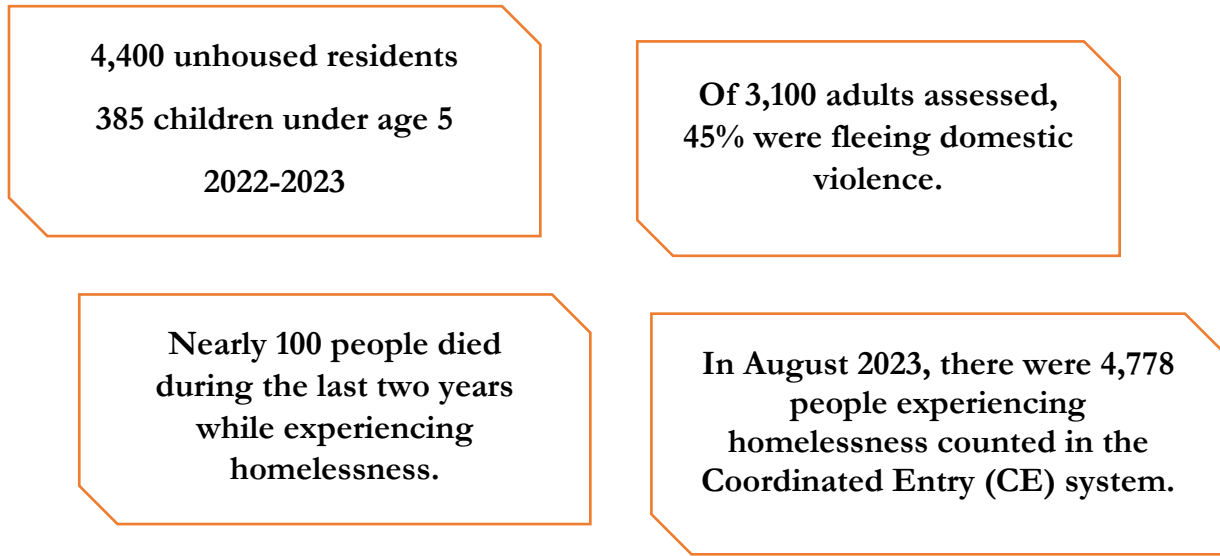 4,400 unhoused residents
385 children under age 5
2022-2023
Of 3,100 adults assessed,
45% were fleeing domestic
violence.
Nearly 100 people died
during the last two years
while experiencing
homelessness.
In August 2023, there were 4,778
people experiencing
homelessness counted in the
Coordinated Entry (CE) system.